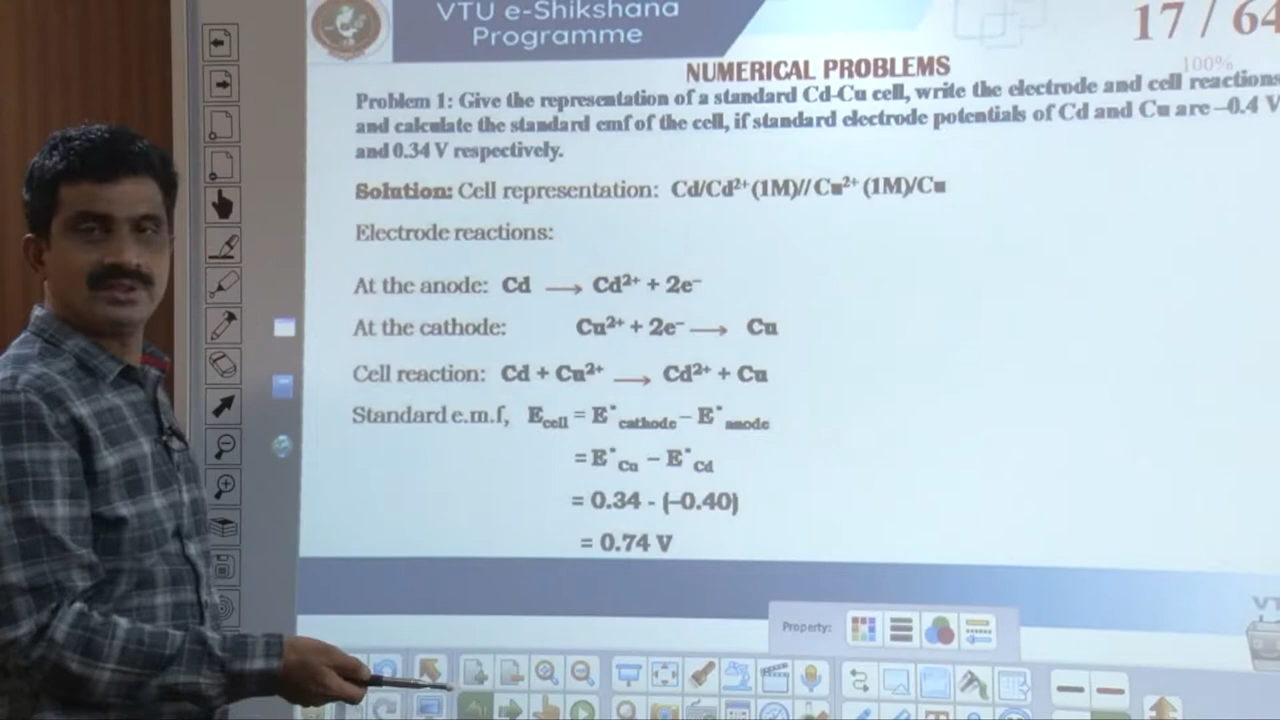 VTU e-Shikshana
Programme
17 / 64
100%
NUMERICAL PROBLEMS
Problem 1: Give the representation of a standard Cd-Cu cell, write the electrode and cell reactions
and calculate the standard emf of the cell, if standard electrode potentials of Cd and Cu are –0.4 V
and 0.34 V respectively.
Solution: Cell representation: Cd/Cd²⁺ (1M)// Cu²⁺ (1M)/Cu
Electrode reactions:
At the anode: Cd ⟶ Cd²⁺ + 2e⁻
At the cathode: Cu²⁺ + 2e⁻ ⟶ Cu
Cell reaction: Cd + Cu²⁺ ⟶ Cd²⁺ + Cu
Standard e.m.f, E cell = E° cathode – E° anode
= E° Cu – E° Cd
= 0.34 - (–0.40)
= 0.74 V
Property: